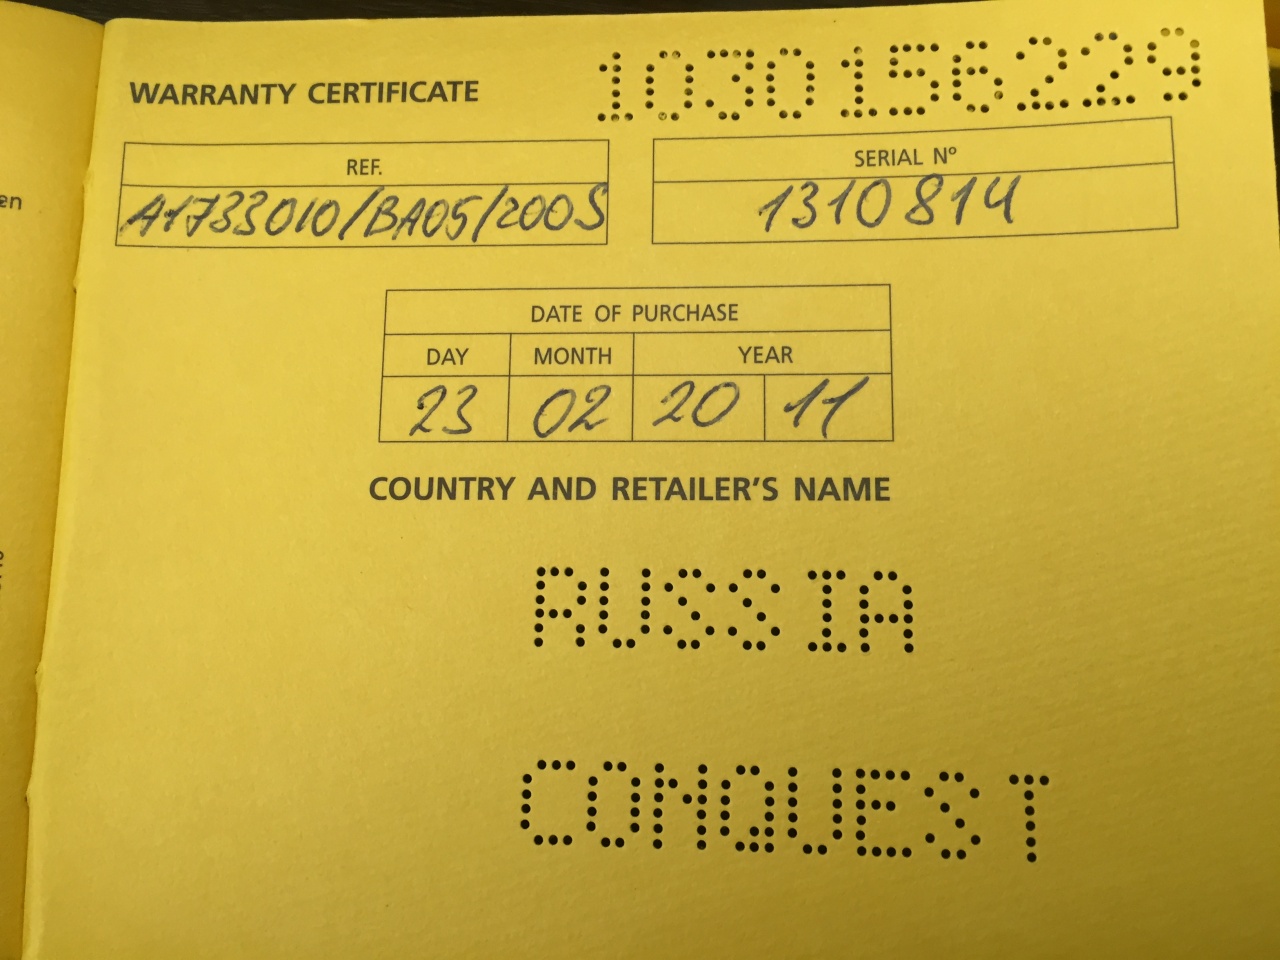 1030156229
WARRANTY CERTIFICATE
REF.
A1733010/BA05/200S
SERIAL Nº
1310814
DATE OF PURCHASE
DAY MONTH YEAR
23 02 20 11
COUNTRY AND RETAILER'S NAME
RUSSIA
CONQUEST